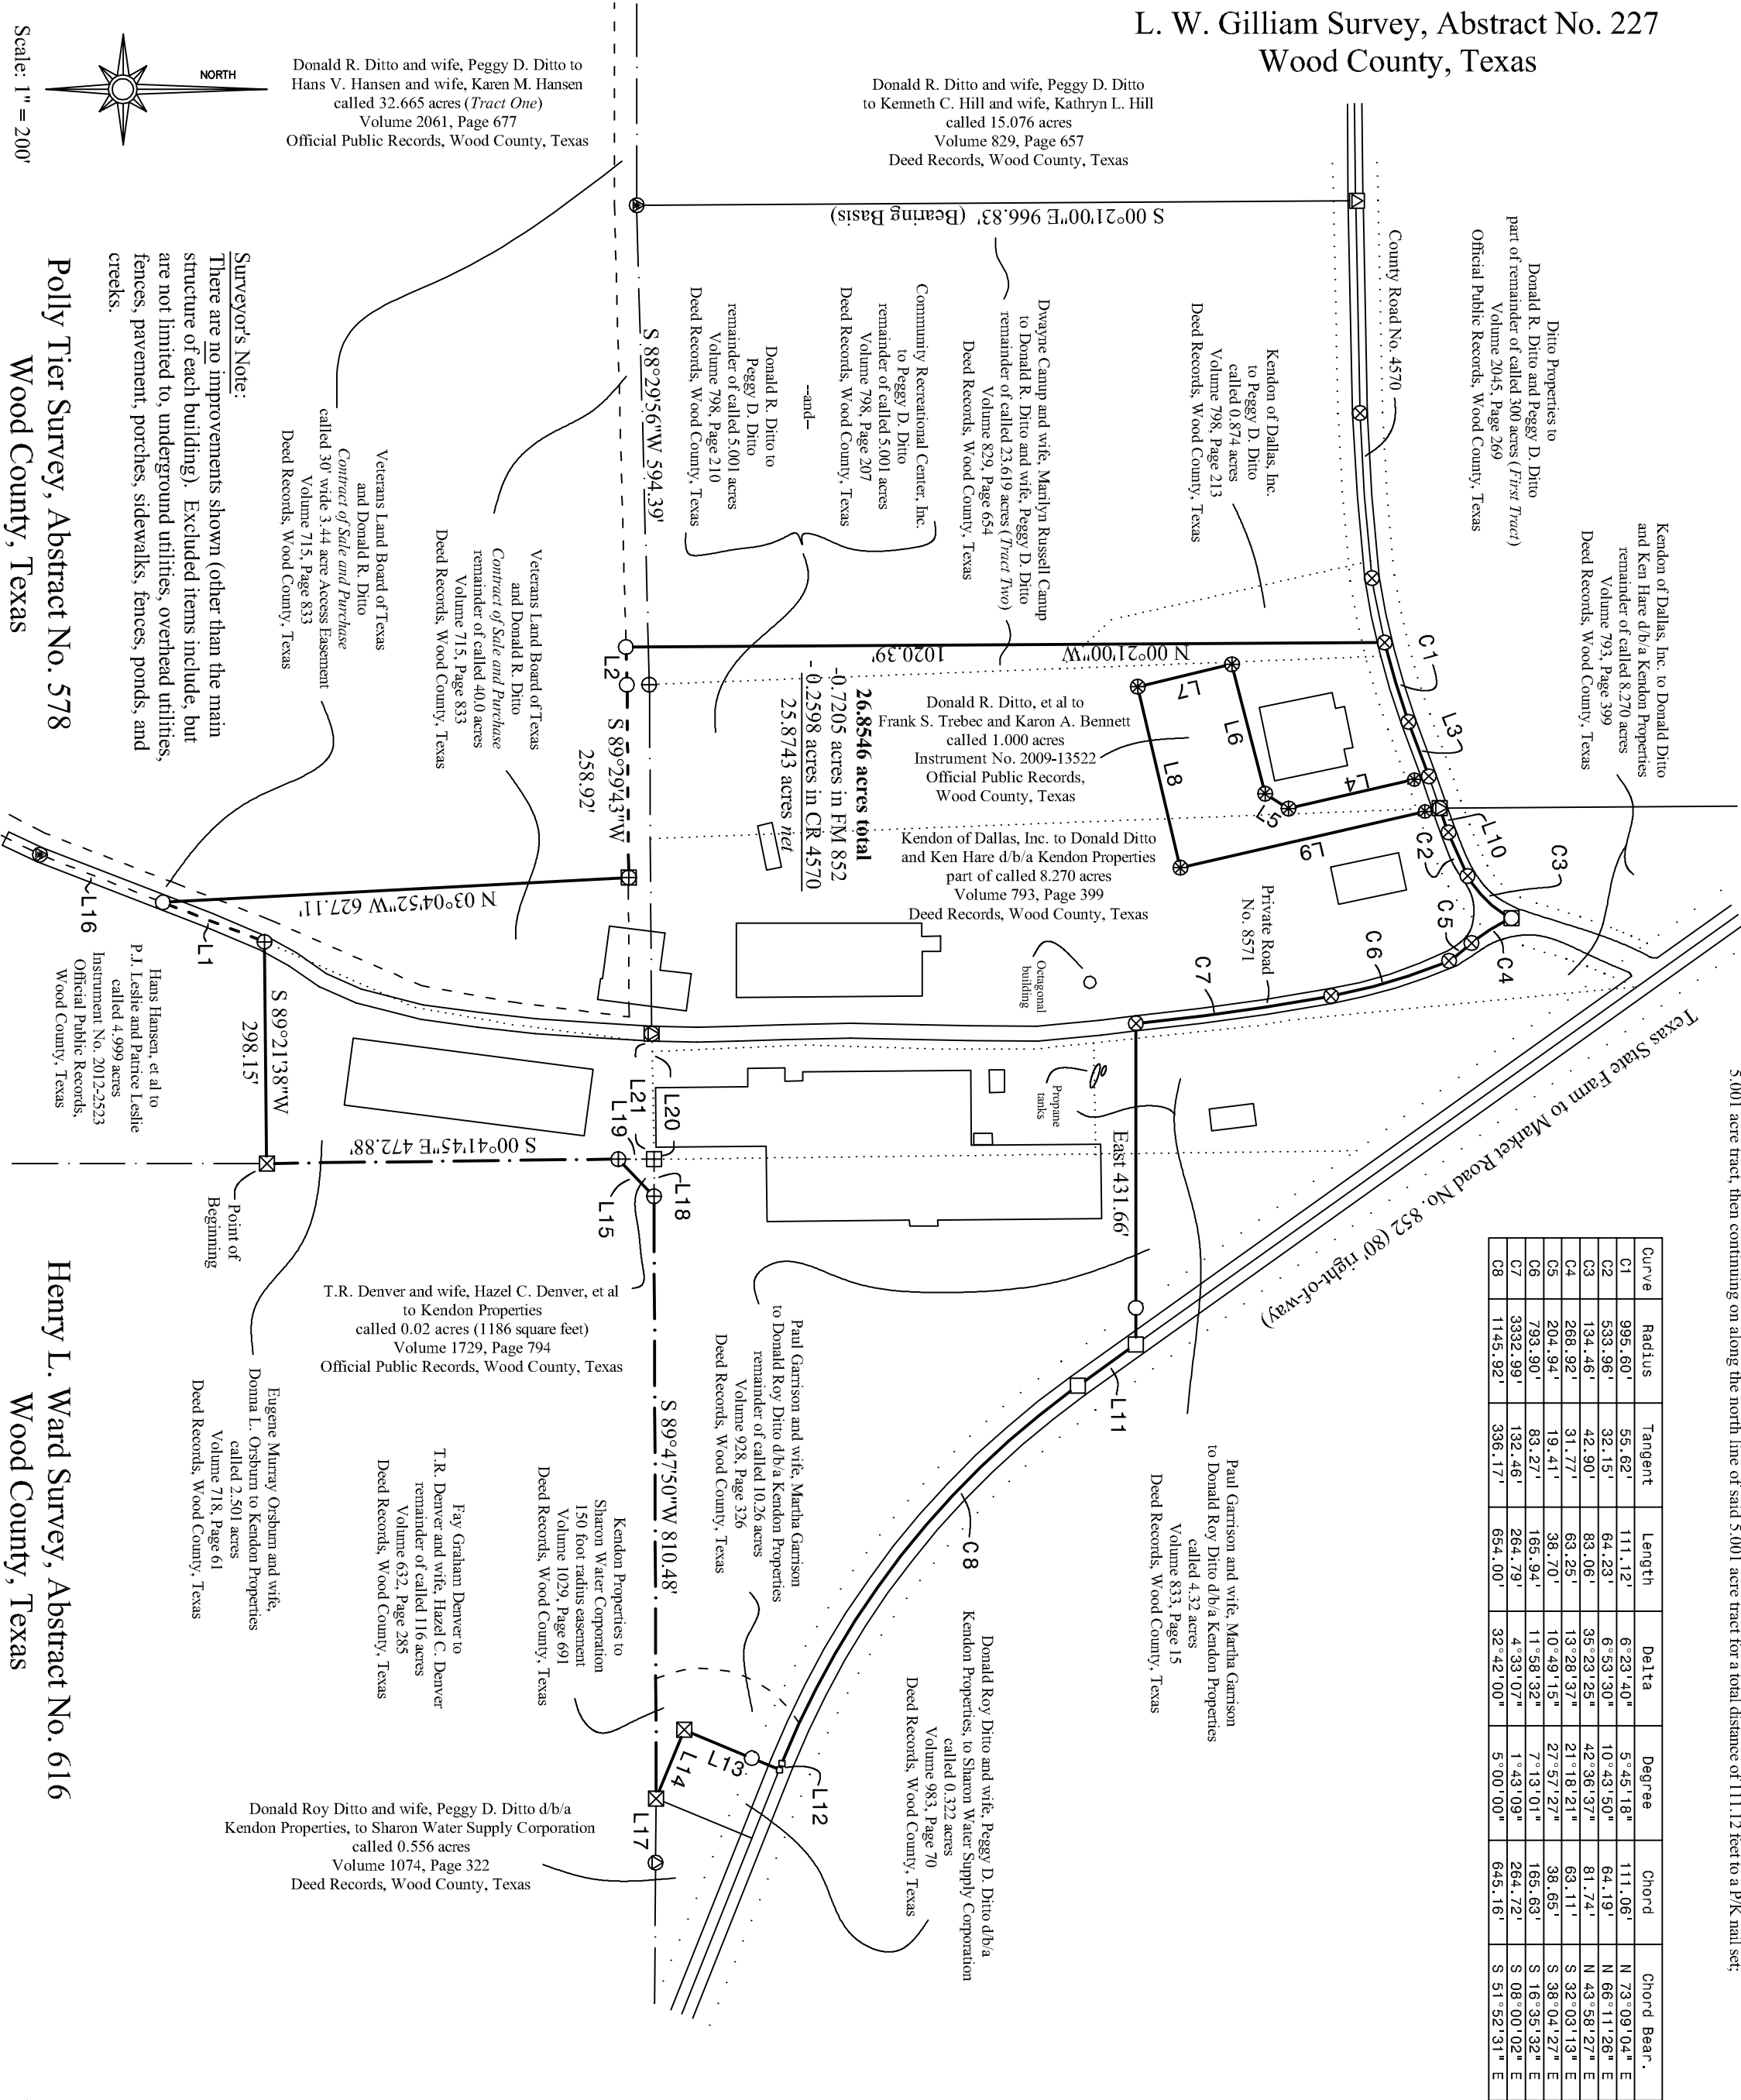 L. W. Gilliam Survey, Abstract No. 227
Wood County, Texas
5.001 acre tract, then continuing on along the north line of said 5.001 acre tract for a total distance of 111.12 feet to a P/K nail set;
Scale: 1" = 200'
NORTH
Donald R. Ditto and wife, Peggy D. Ditto to
Hans V. Hansen and wife, Karen M. Hansen
called 32.665 acres (Tract One)
Volume 2061, Page 677
Official Public Records, Wood County, Texas
Donald R. Ditto and wife, Peggy D. Ditto
to Kenneth C. Hill and wife, Kathryn L. Hill
called 15.076 acres
Volume 829, Page 657
Deed Records, Wood County, Texas
S 00°21'00"E 966.83' (Bearing Basis)
County Road No. 4570
Ditto Properties to
Donald R. Ditto and Peggy D. Ditto
part of remainder of called 300 acres (First Tract)
Volume 2045, Page 269
Official Public Records, Wood County, Texas
Kendon of Dallas, Inc. to Donald Ditto
and Ken Hare d/b/a Kendon Properties
remainder of called 8.270 acres
Volume 793, Page 399
Deed Records, Wood County, Texas
Kendon of Dallas, Inc.
to Peggy D. Ditto
called 0.874 acres
Volume 798, Page 213
Deed Records, Wood County, Texas
Dwayne Canup and wife, Marilyn Russell Canup
to Donald R. Ditto and wife, Peggy D. Ditto
remainder of called 23.619 acres (Tract Two)
Volume 829, Page 654
Deed Records, Wood County, Texas
Community Recreational Center, Inc.
to Peggy D. Ditto
remainder of called 5.001 acres
Volume 798, Page 207
Deed Records, Wood County, Texas
--and--
Donald R. Ditto to
Peggy D. Ditto
remainder of called 5.001 acres
Volume 798, Page 210
Deed Records, Wood County, Texas
S 88°29'56"W 594.39'
Surveyor's Note:
There are no improvements shown (other than the main
structure of each building). Excluded items include, but
are not limited to, underground utilities, overhead utilities,
fences, pavement, porches, sidewalks, fences, ponds, and
creeks.
Polly Tier Survey, Abstract No. 578
Wood County, Texas
Veterans Land Board of Texas
and Donald R. Ditto
Contract of Sale and Purchase
called 30' wide 3.44 acre Access Easement
Volume 715, Page 833
Deed Records, Wood County, Texas
Veterans Land Board of Texas
and Donald R. Ditto
Contract of Sale and Purchase
remainder of called 40.0 acres
Volume 715, Page 833
Deed Records, Wood County, Texas
L2
S 89°29'43"W
258.92'
N 00°21'00"W
1020.39'
26.8546 acres total
-0.7205 acres in FM 852
-0.2598 acres in CR 4570
25.8743 acres net
Donald R. Ditto, et al to
Frank S. Trebec and Karon A. Bennett
called 1.000 acres
Instrument No. 2009-13522
Official Public Records,
Wood County, Texas
Kendon of Dallas, Inc. to Donald Ditto
and Ken Hare d/b/a Kendon Properties
part of called 8.270 acres
Volume 793, Page 399
Deed Records, Wood County, Texas
C1
L3
L4
L5
L6
L7
L8
L9
L10
C2
C3
C4
C5
C6
C7
Private Road
No. 8571
Octagonal
building
Texas State Farm to Market Road No. 852 (80' right-of-way)
N 03°04'52"W 627.11'
L16
L1
Hans Hansen, et al to
P.J. Leslie and Patrice Leslie
called 4.999 acres
Instrument No. 2012-2523
Official Public Records,
Wood County, Texas
S 89°21'38"W
298.15'
S 00°41'45"E 472.88'
Point of
Beginning
L15
L18
L19
L20
L21
Propane
tanks
East 431.66'
L11
T.R. Denver and wife, Hazel C. Denver, et al
to Kendon Properties
called 0.02 acres (1186 square feet)
Volume 1729, Page 794
Official Public Records, Wood County, Texas
Henry L. Ward Survey, Abstract No. 616
Wood County, Texas
Eugene Murray Orsburn and wife,
Donna L. Orsburn to Kendon Properties
called 2.501 acres
Volume 718, Page 61
Deed Records, Wood County, Texas
Paul Garrison and wife, Martha Garrison
to Donald Roy Ditto d/b/a Kendon Properties
remainder of called 10.26 acres
Volume 928, Page 326
Deed Records, Wood County, Texas
S 89°47'50"W 810.48'
Paul Garrison and wife, Martha Garrison
to Donald Roy Ditto d/b/a Kendon Properties
called 4.32 acres
Volume 833, Page 15
Deed Records, Wood County, Texas
Kendon Properties to
Sharon Water Corporation
150 foot radius easement
Volume 1029, Page 691
Deed Records, Wood County, Texas
Fay Graham Denver to
T.R. Denver and wife, Hazel C. Denver
remainder of called 116 acres
Volume 632, Page 285
Deed Records, Wood County, Texas
C8
Donald Roy Ditto and wife, Peggy D. Ditto d/b/a
Kendon Properties, to Sharon Water Supply Corporation
called 0.322 acres
Volume 983, Page 70
Deed Records, Wood County, Texas
L12
L13
L14
L17
Donald Roy Ditto and wife, Peggy D. Ditto d/b/a
Kendon Properties, to Sharon Water Supply Corporation
called 0.556 acres
Volume 1074, Page 322
Deed Records, Wood County, Texas
Curve Radius Tangent Length Delta Degree Chord Chord Bear.
C1 995.60' 55.62' 111.12' 6°23'40" 5°45'18" 111.06' N 73°09'04" E
C2 533.96' 32.15' 64.23' 6°53'30" 10°43'50" 64.19' N 66°11'26" E
C3 134.46' 42.90' 83.06' 35°23'25" 42°36'37" 81.74' N 43°58'27" E
C4 268.92' 31.77' 63.25' 13°28'37" 21°18'21" 63.11' S 32°03'13" E
C5 204.94' 19.41' 38.70' 10°49'15" 27°57'27" 38.65' S 38°04'27" E
C6 793.90' 83.27' 165.94' 11°58'32" 7°13'01" 165.63' S 16°35'32" E
C7 3332.99' 132.46' 264.79' 4°33'07" 1°43'09" 264.72' S 08°00'02" E
C8 1145.92' 336.17' 654.00' 32°42'00" 5°00'00" 645.16' S 51°52'31" E